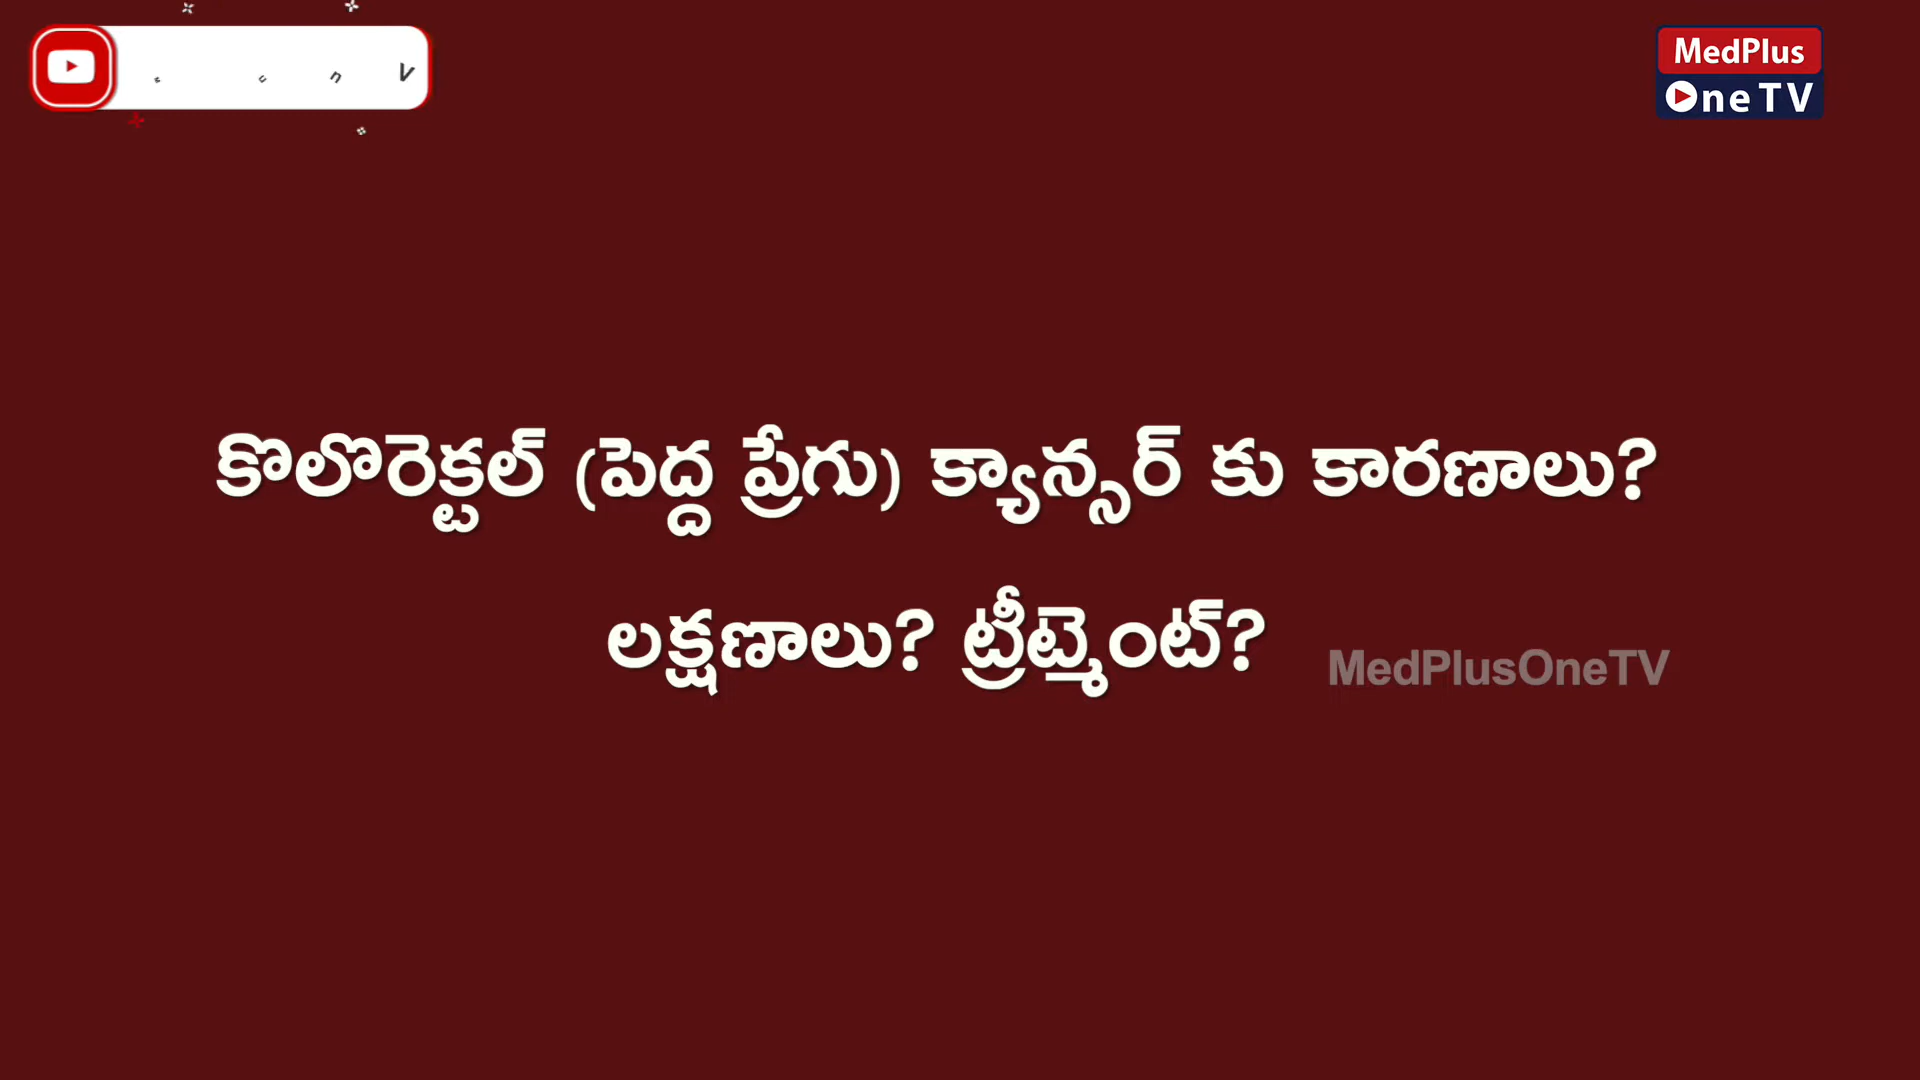 MedPlus
OneTV
కొలొరెక్టల్ (పెద్ద ప్రేగు) క్యాన్సర్ కు కారణాలు?
లక్షణాలు? ట్రీట్మెంట్?
MedPlusOneTV